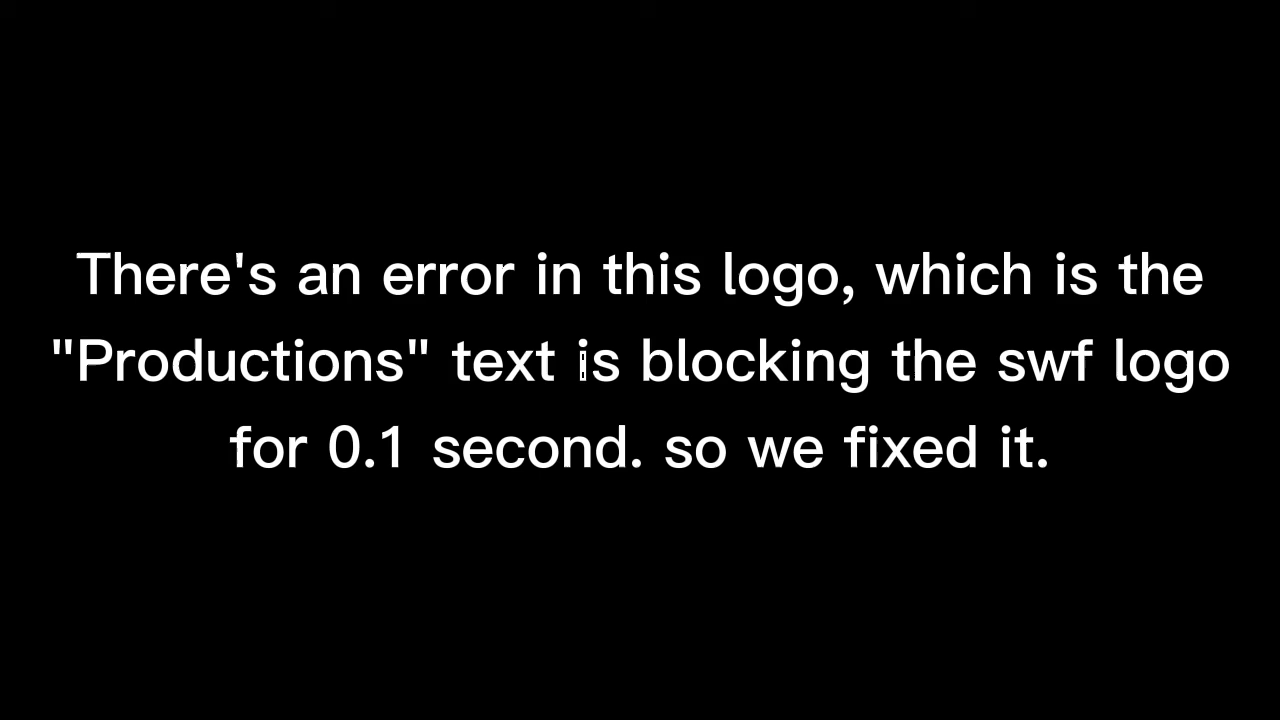 There's an error in this logo, which is the
"Productions" text is blocking the swf logo
for 0.1 second. so we fixed it.